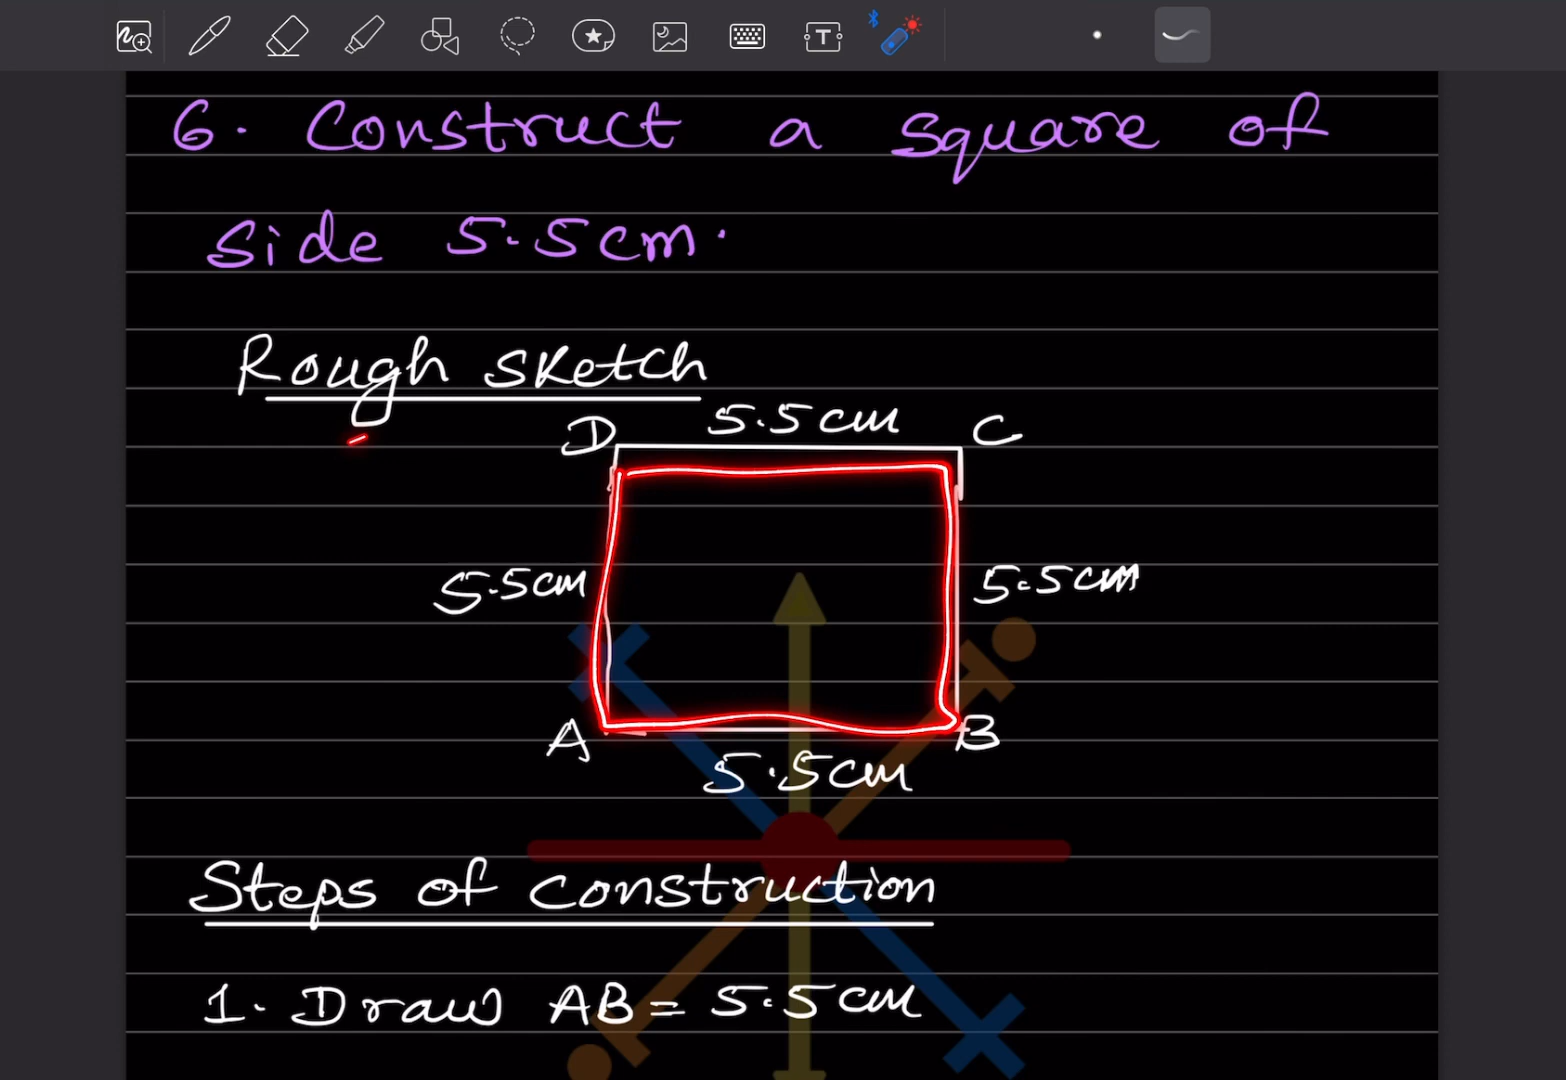 6. Construct a square of
side 5.5cm.
Rough sketch
D 5.5cm C
5.5cm 5.5cm
A B
5.5cm
Steps of construction
1. Draw AB = 5.5cm